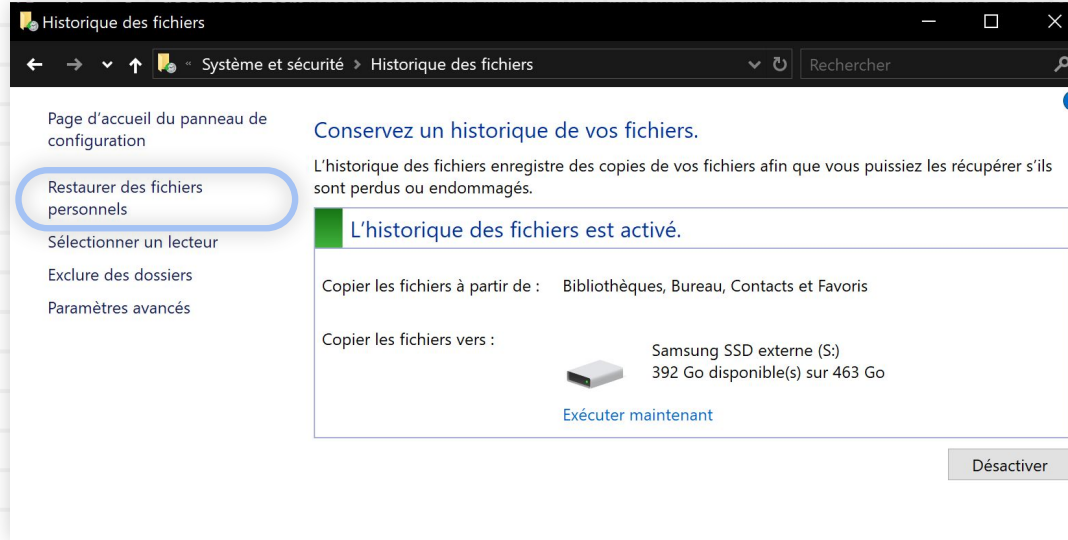 Historique des fichiers
« Système et sécurité > Historique des fichiers
Rechercher
Page d’accueil du panneau de
configuration
Restaurer des fichiers
personnels
Sélectionner un lecteur
Exclure des dossiers
Paramètres avancés
Conservez un historique de vos fichiers.
L’historique des fichiers enregistre des copies de vos fichiers afin que vous puissiez les récupérer s’ils
sont perdus ou endommagés.
L’historique des fichiers est activé.
Copier les fichiers à partir de :
Bibliothèques, Bureau, Contacts et Favoris
Copier les fichiers vers :
Samsung SSD externe (S:)
392 Go disponible(s) sur 463 Go
Exécuter maintenant
Désactiver